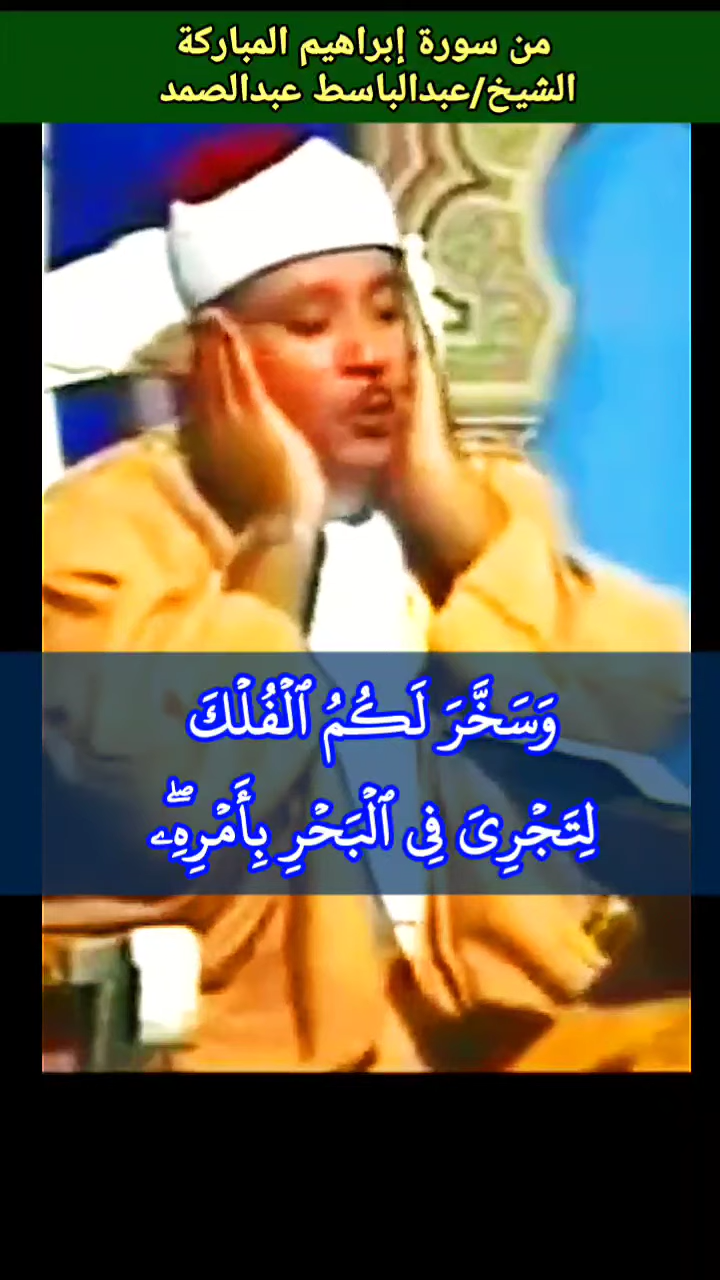 من سورة إبراهيم المباركة
الشيخ/عبدالباسط عبدالصمد
وَسَخَّرَ لَكُمُ ٱلْفُلْكَ
لِتَجْرِىَ فِى ٱلْبَحْرِ بِأَمْرِهِۦ ۖ